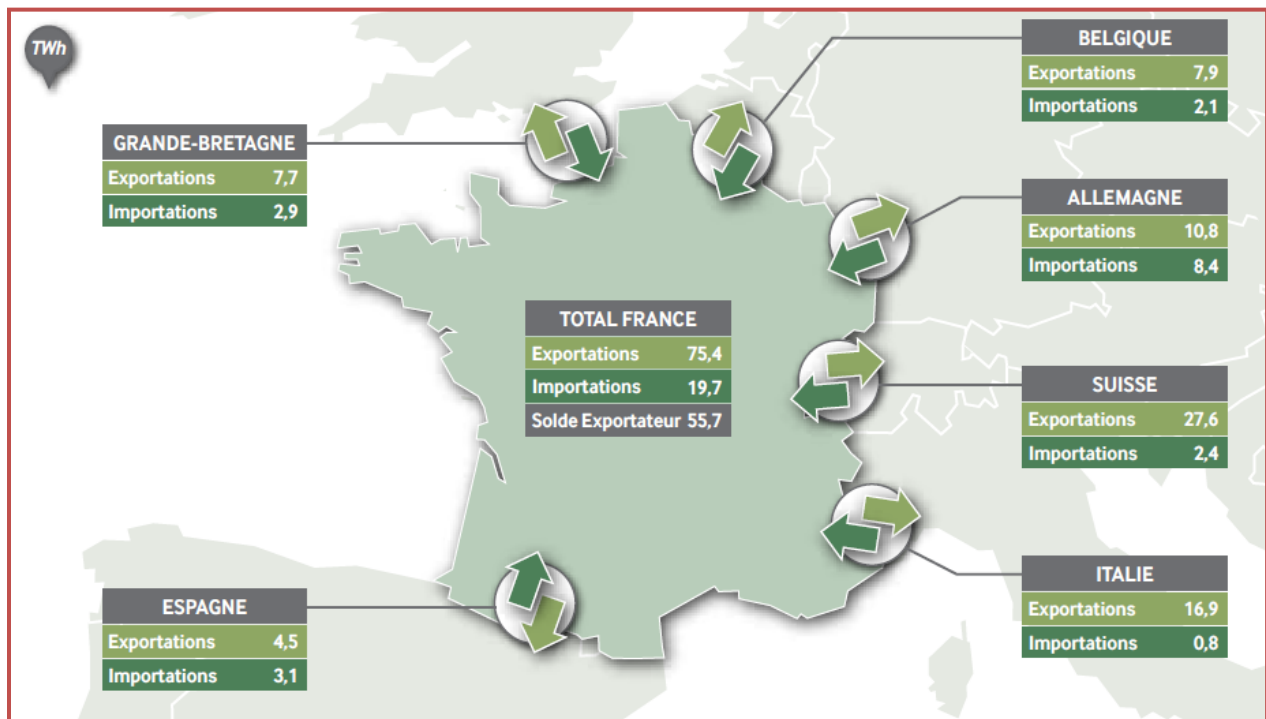 TWh
GRANDE-BRETAGNE
Exportations 7,7
Importations 2,9
BELGIQUE
Exportations 7,9
Importations 2,1
ALLEMAGNE
Exportations 10,8
Importations 8,4
TOTAL FRANCE
Exportations 75,4
Importations 19,7
Solde Exportateur 55,7
SUISSE
Exportations 27,6
Importations 2,4
ITALIE
Exportations 16,9
Importations 0,8
ESPAGNE
Exportations 4,5
Importations 3,1